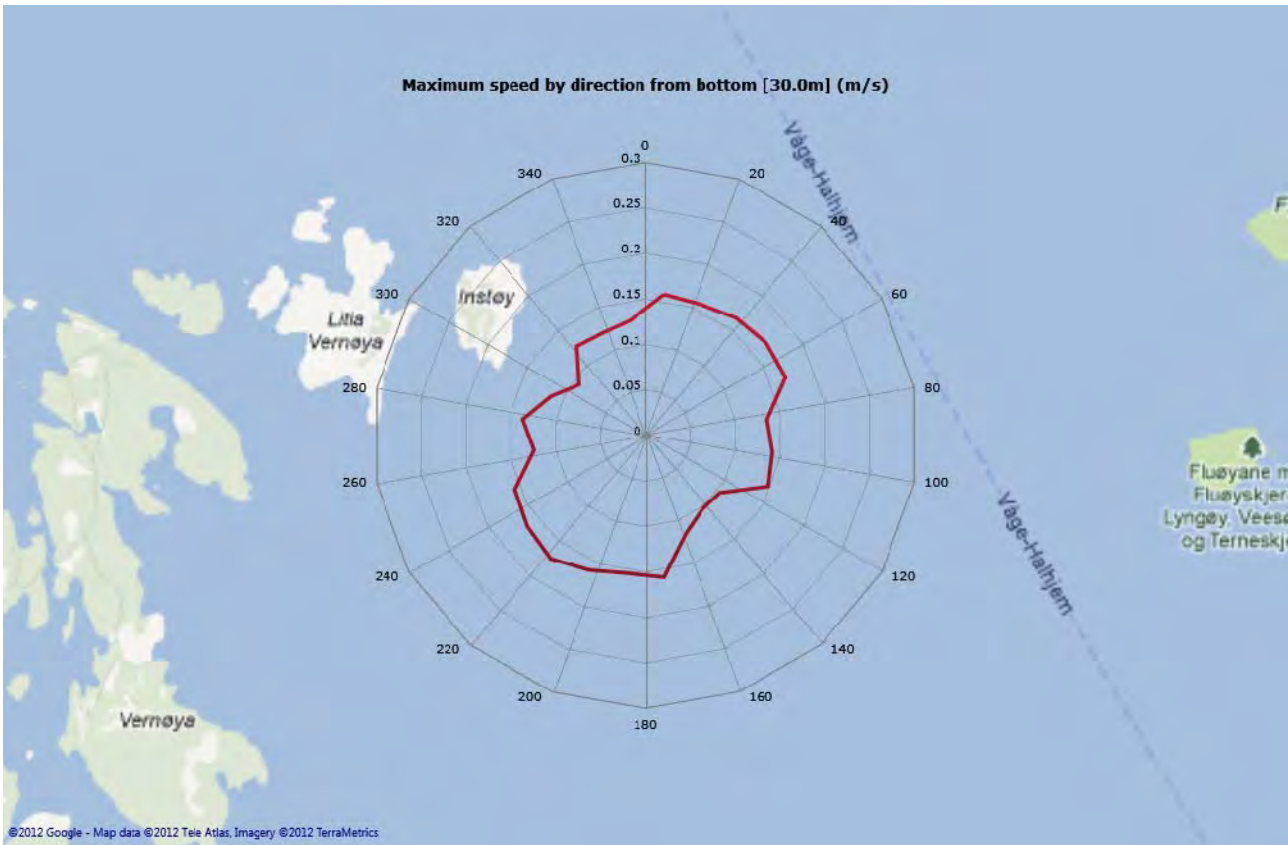 Maximum speed by direction from bottom [30.0m] (m/s)
Våge-Halhjem
0
20
40
60
80
100
120
140
160
180
200
220
240
260
280
300
320
340
0.3
0.25
0.2
0.15
0.1
0.05
0
Instøy
Litla
Vernøya
Vernøya
F
Fluøyane m
Fluøyskjer
Lyngøy, Veesø
og Terneskje
Våge-Halhjem
©2012 Google - Map data ©2012 Tele Atlas, Imagery ©2012 TerraMetrics